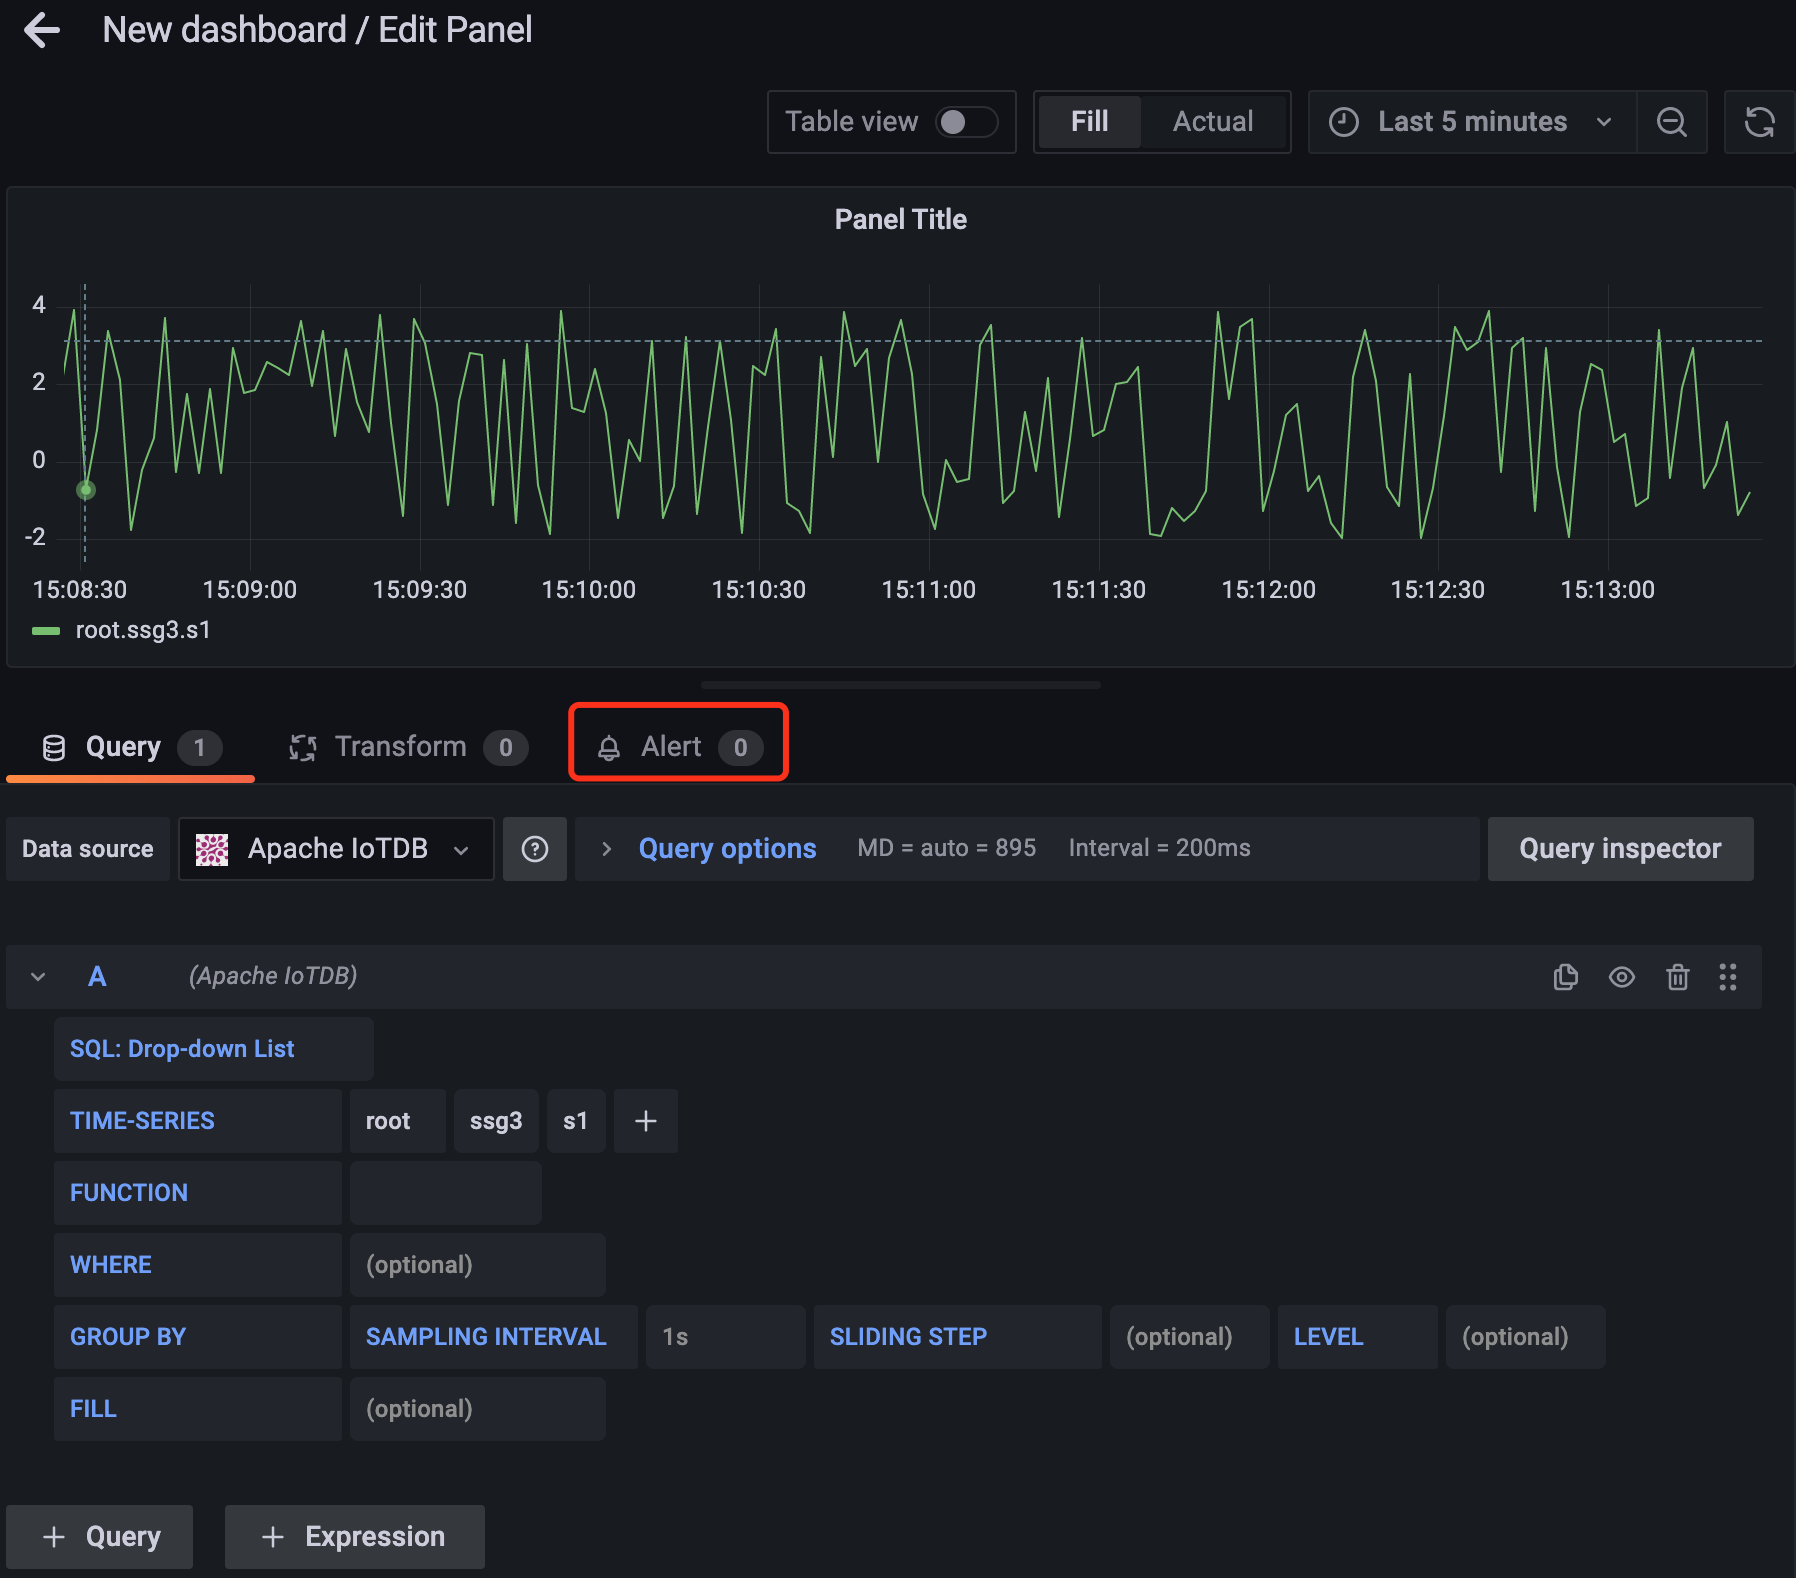 New dashboard / Edit Panel
Table view Fill Actual Last 5 minutes
Panel Title
4
2
0
-2
15:08:30 15:09:00 15:09:30 15:10:00 15:10:30 15:11:00 15:11:30 15:12:00 15:12:30 15:13:00
root.ssg3.s1
Query 1 Transform 0 Alert 0
Data source Apache IoTDB Query options MD = auto = 895 Interval = 200ms Query inspector
A (Apache IoTDB)
SQL: Drop-down List
TIME-SERIES root ssg3 s1 +
FUNCTION
WHERE (optional)
GROUP BY SAMPLING INTERVAL 1s SLIDING STEP (optional) LEVEL (optional)
FILL (optional)
+ Query + Expression